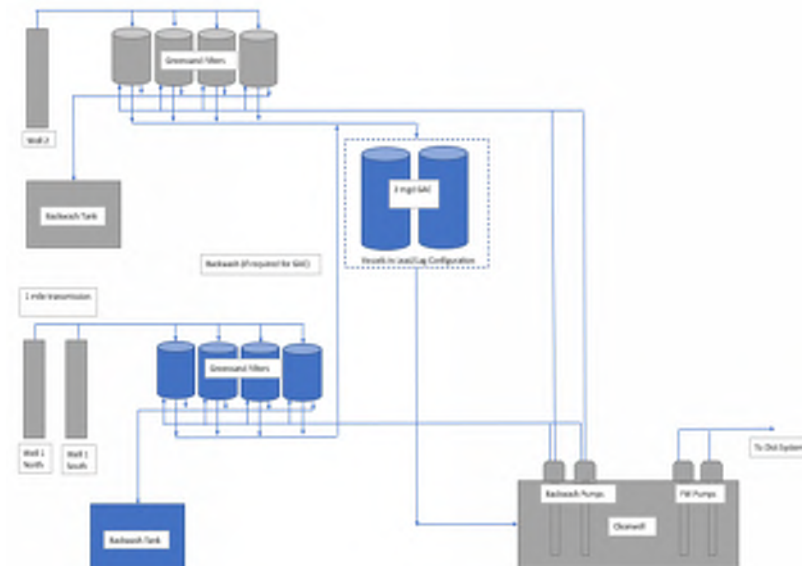 Greensand Filters
Well 2
3 mgd GAC
Backwash Tank
Vessels in Lead/Lag Configuration
Backwash (if required for GAC)
1 mile transmission
Greensand Filters
Well 1
North
Well 1
South
To Dist System
Backwash Pumps
FW Pumps
Clearwell
Backwash Tank